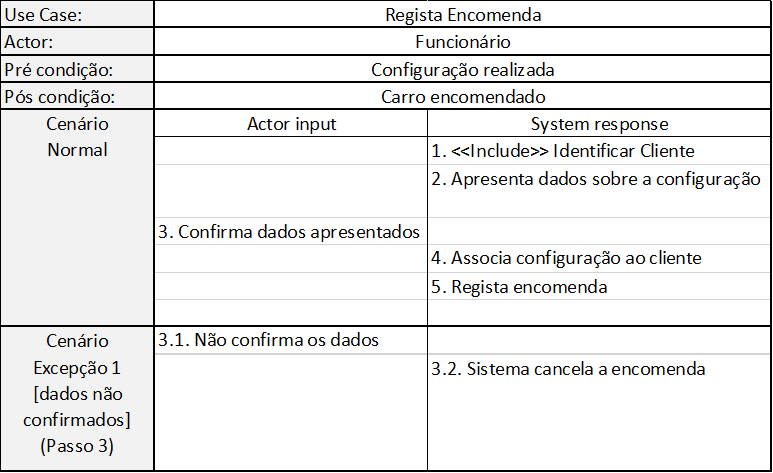 Use Case: Regista Encomenda
Actor: Funcionário
Pré condição: Configuração realizada
Pós condição: Carro encomendado
Cenário Normal Actor input System response
1. <<Include>> Identificar Cliente
2. Apresenta dados sobre a configuração
3. Confirma dados apresentados
4. Associa configuração ao cliente
5. Regista encomenda
Cenário
Excepção 1
[dados não
confirmados]
(Passo 3)
3.1. Não confirma os dados
3.2. Sistema cancela a encomenda